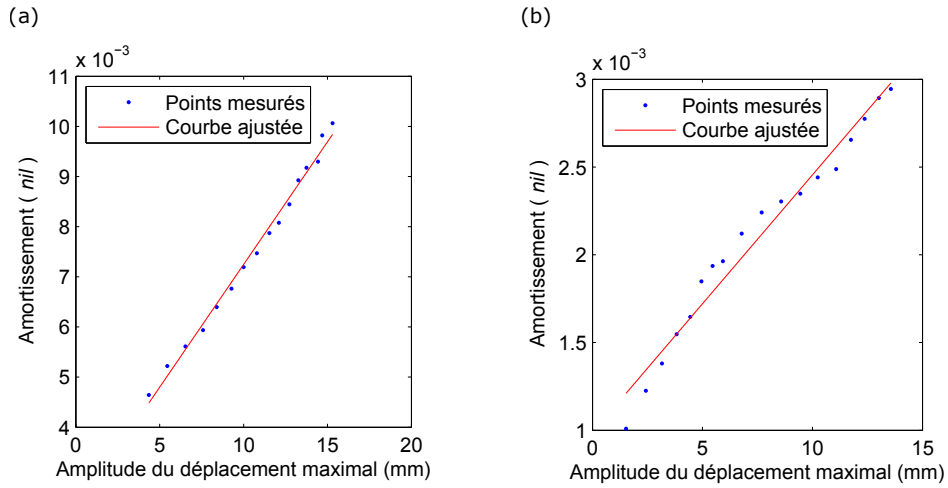 (a)
x 10⁻³
11
10
9
8
7
6
5
4
0 5 10 15 20
Amortissement ( nil )
Amplitude du déplacement maximal (mm)
Points mesurés
Courbe ajustée
(b)
x 10⁻³
3
2.5
2
1.5
1
0 5 10 15
Amortissement ( nil )
Amplitude du déplacement maximal (mm)
Points mesurés
Courbe ajustée